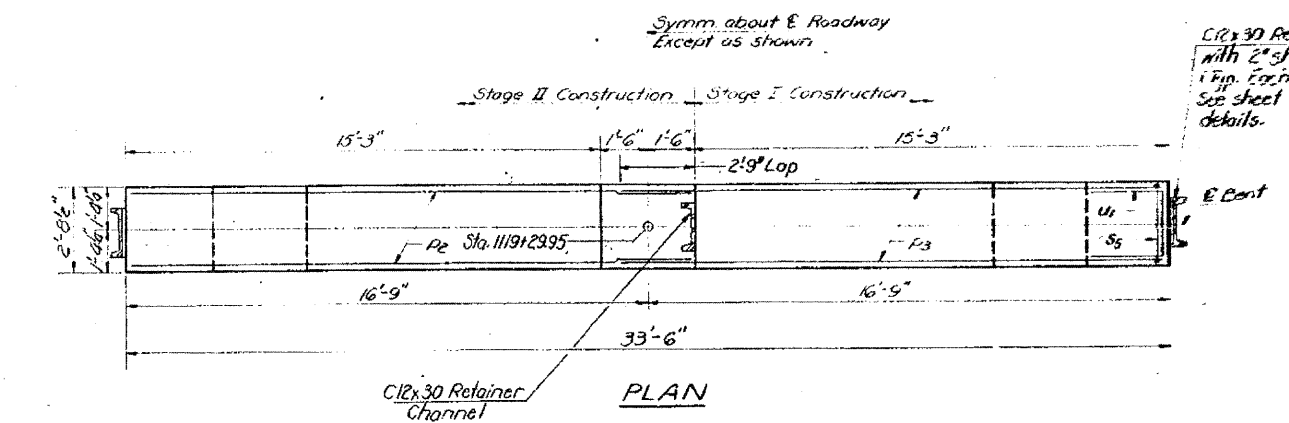 Symm. about ℄ Roadway
Except as shown
C12x30 Re
with 2" s
See sheet
details.
Stage II Construction
Stage I Construction
15'-3"
1'-6"
1'-6"
15'-3"
2'-9" Lap
2'-8½"
℄ Bent
u1
s5
P2
Sta. 1119+29.95
P3
16'-9"
16'-9"
33'-6"
C12x30 Retainer
Channel
PLAN